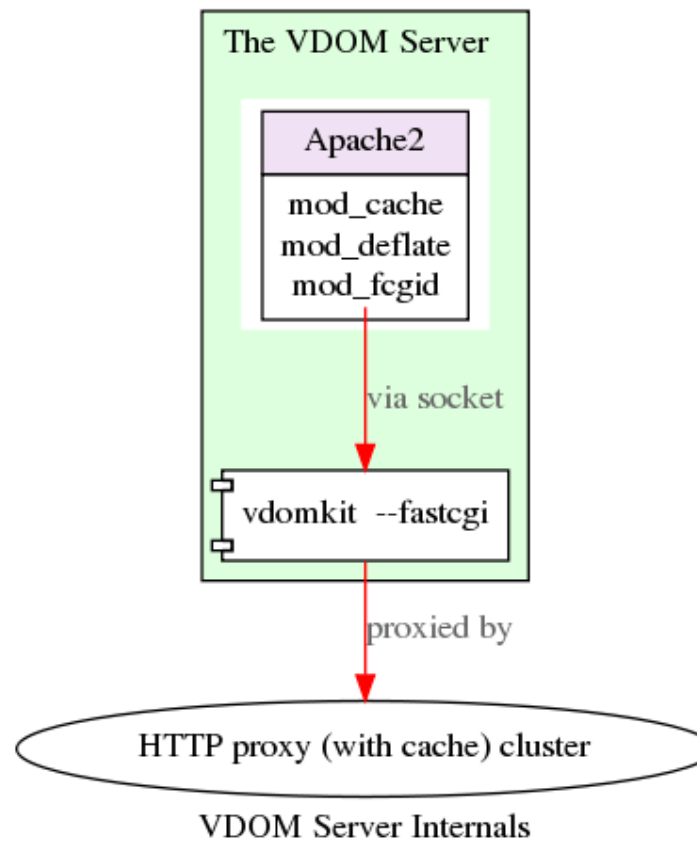 The VDOM Server
Apache2
mod_cache
mod_deflate
mod_fcgid
via socket
vdomkit --fastcgi
proxied by
HTTP proxy (with cache) cluster
VDOM Server Internals